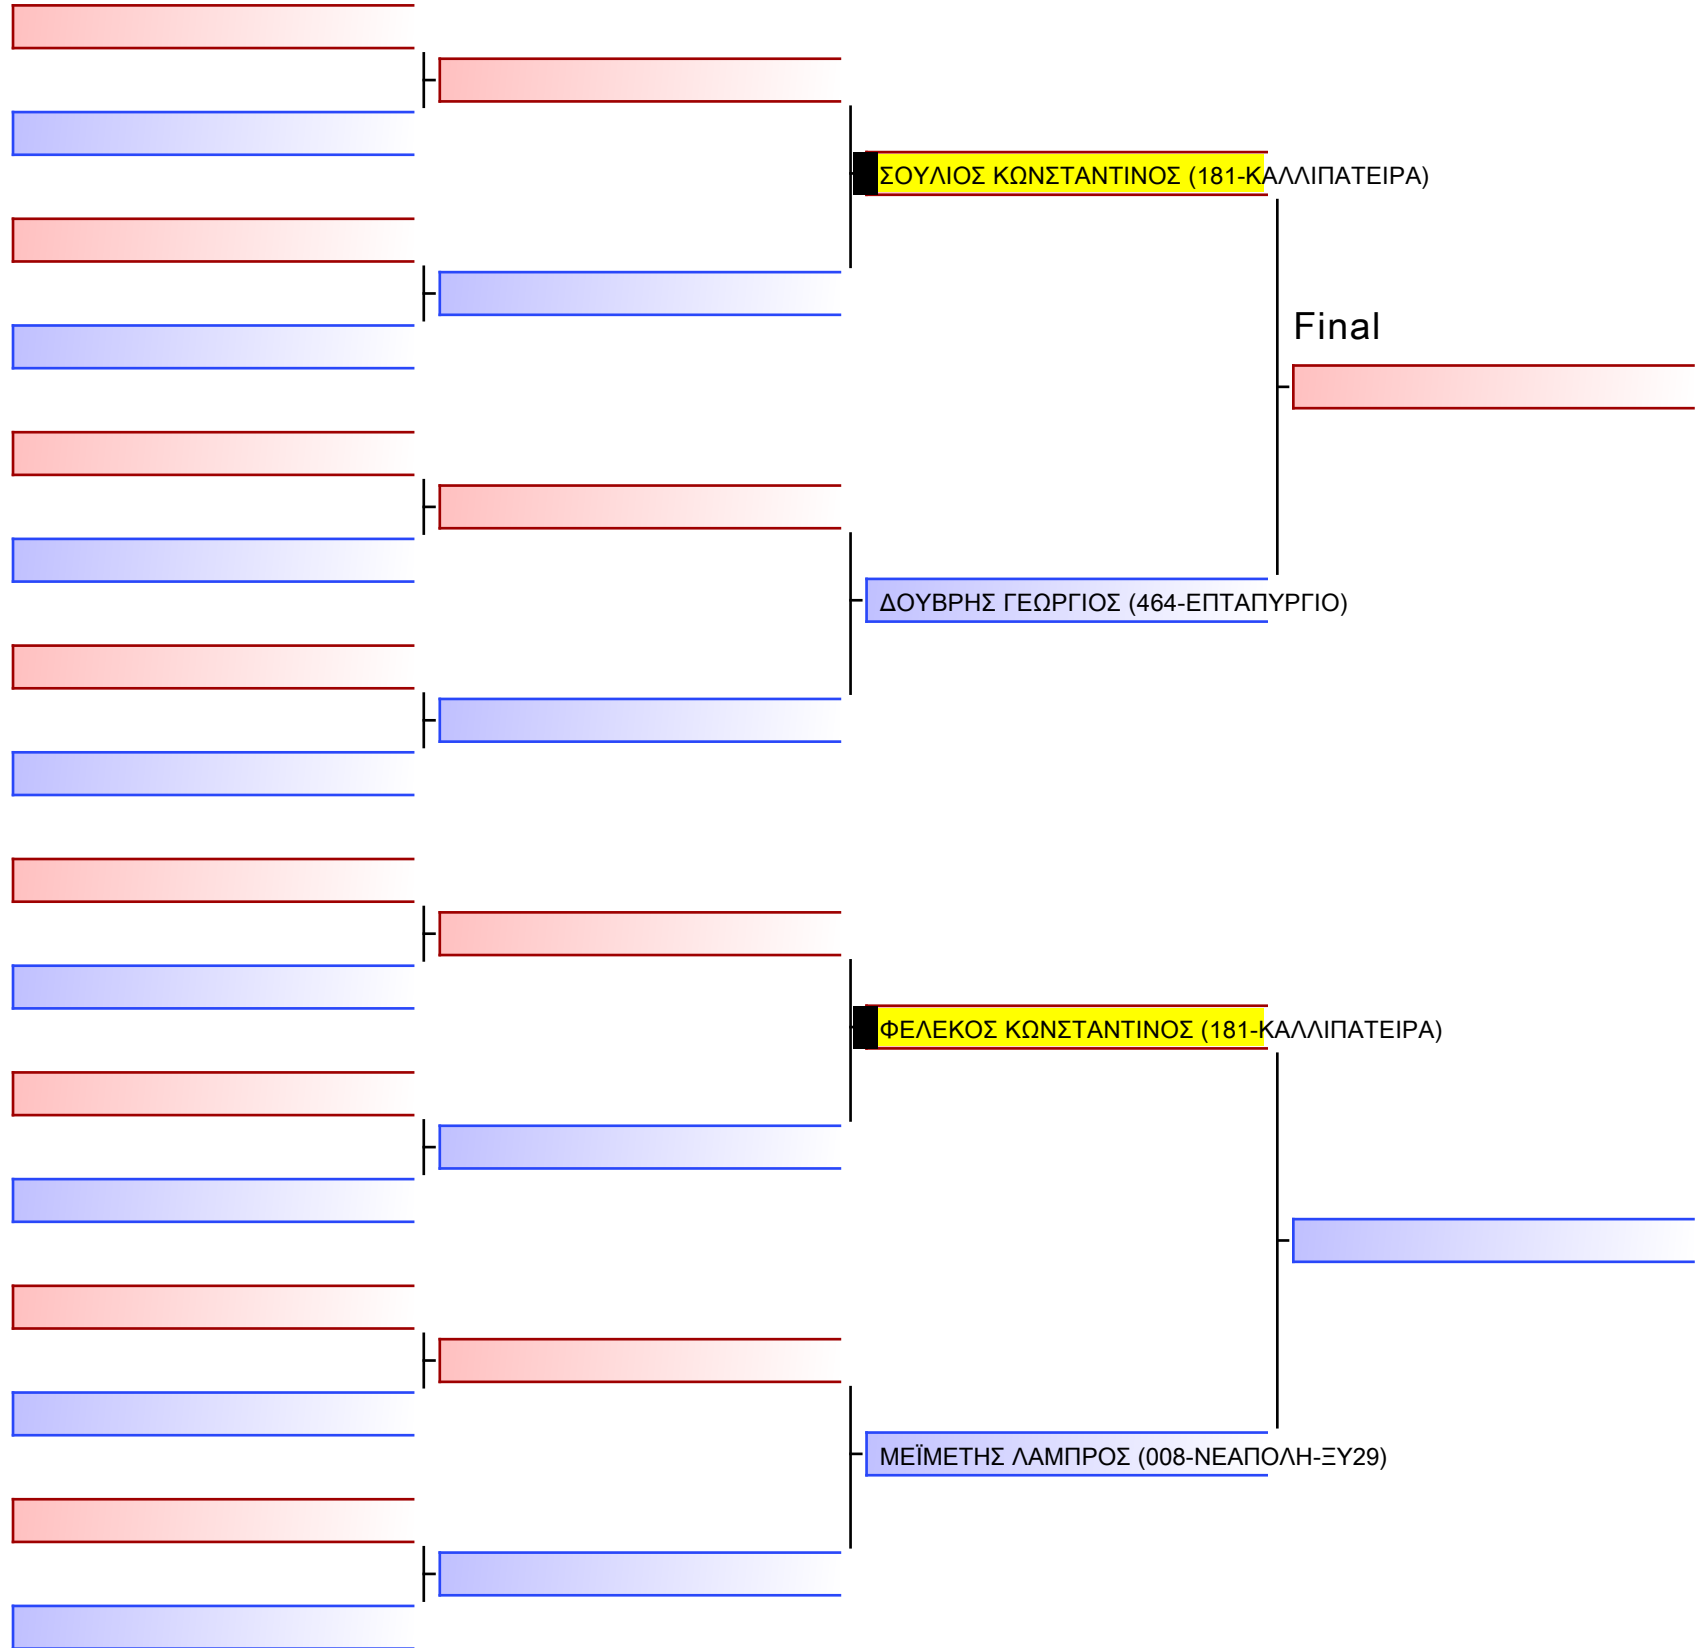 ΣΟΥΛΙΟΣ ΚΩΝΣΤΑΝΤΙΝΟΣ (181-ΚΑΛΛΙΠΑΤΕΙΡΑ)
Final
ΔΟΥΒΡΗΣ ΓΕΩΡΓΙΟΣ (464-ΕΠΤΑΠΥΡΓΙΟ)
ΦΕΛΕΚΟΣ ΚΩΝΣΤΑΝΤΙΝΟΣ (181-ΚΑΛΛΙΠΑΤΕΙΡΑ)
ΜΕΪΜΕΤΗΣ ΛΑΜΠΡΟΣ (008-ΝΕΑΠΟΛΗ-ΞΥ29)